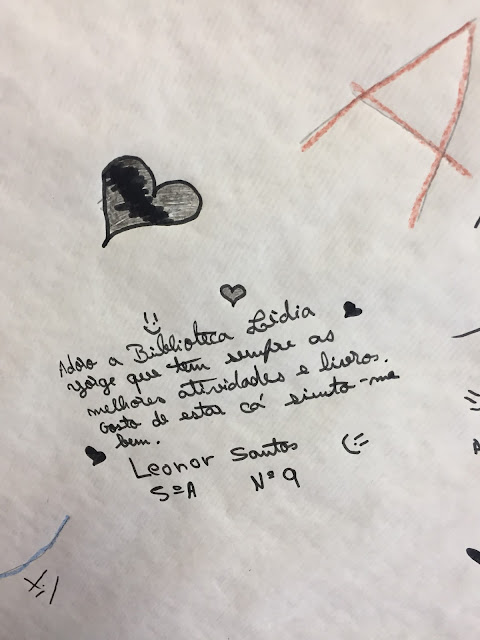 A
Adoro a Biblioteca Lídia
Jorge que tem sempre as
melhores atividades e livros.
Gosto de estar cá sinto-me
bem.
Leonor Santos
5ºA Nº9